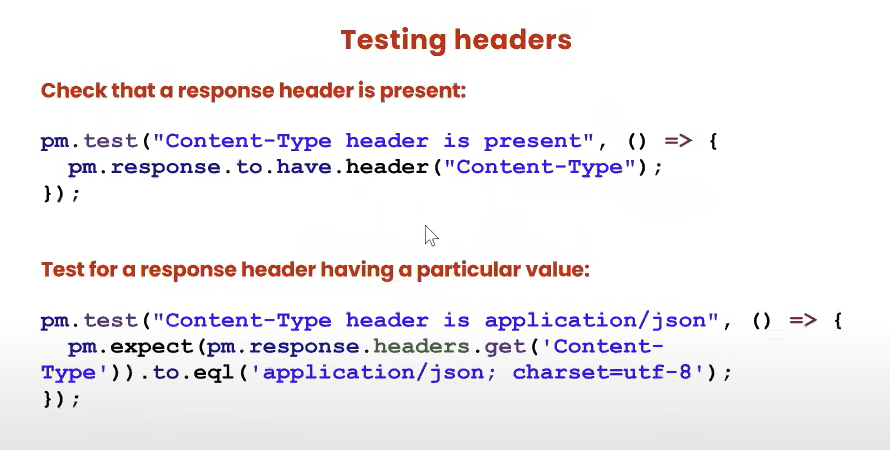 Testing headers
Check that a response header is present:
pm.test("Content-Type header is present", () => {
  pm.response.to.have.header("Content-Type");
});
Test for a response header having a particular value:
pm.test("Content-Type header is application/json", () => {
  pm.expect(pm.response.headers.get('Content-
Type')).to.eql('application/json; charset=utf-8');
});